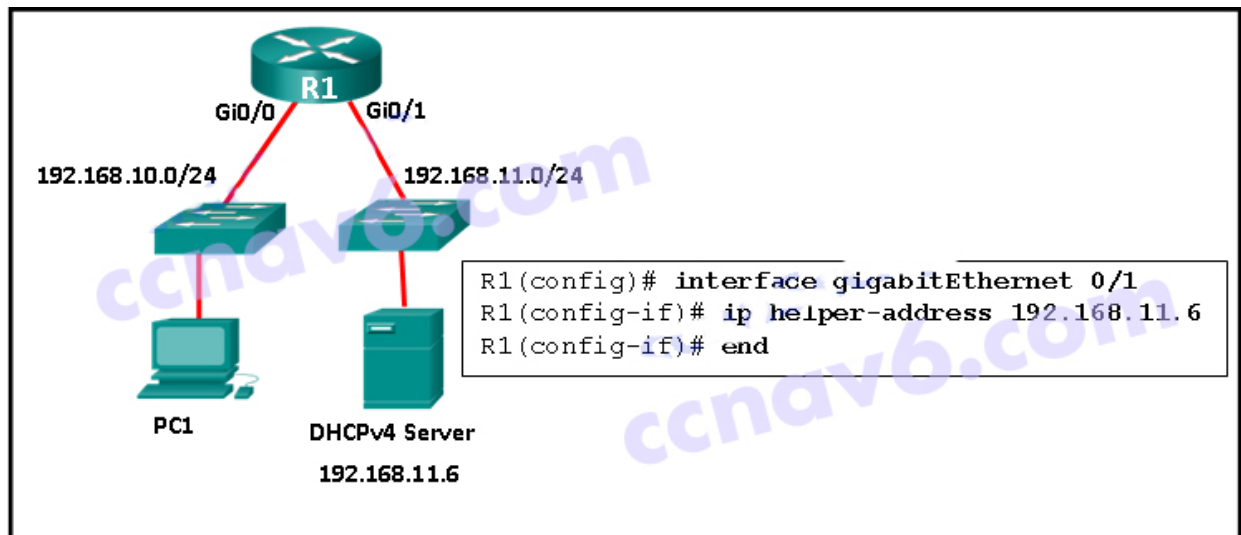 R1
Gi0/0
Gi0/1
192.168.10.0/24
192.168.11.0/24
R1(config)# interface gigabitEthernet 0/1
R1(config-if)# ip helper-address 192.168.11.6
R1(config-if)# end
PC1
DHCPv4 Server
192.168.11.6
ccnav6.com
ccnav6.com